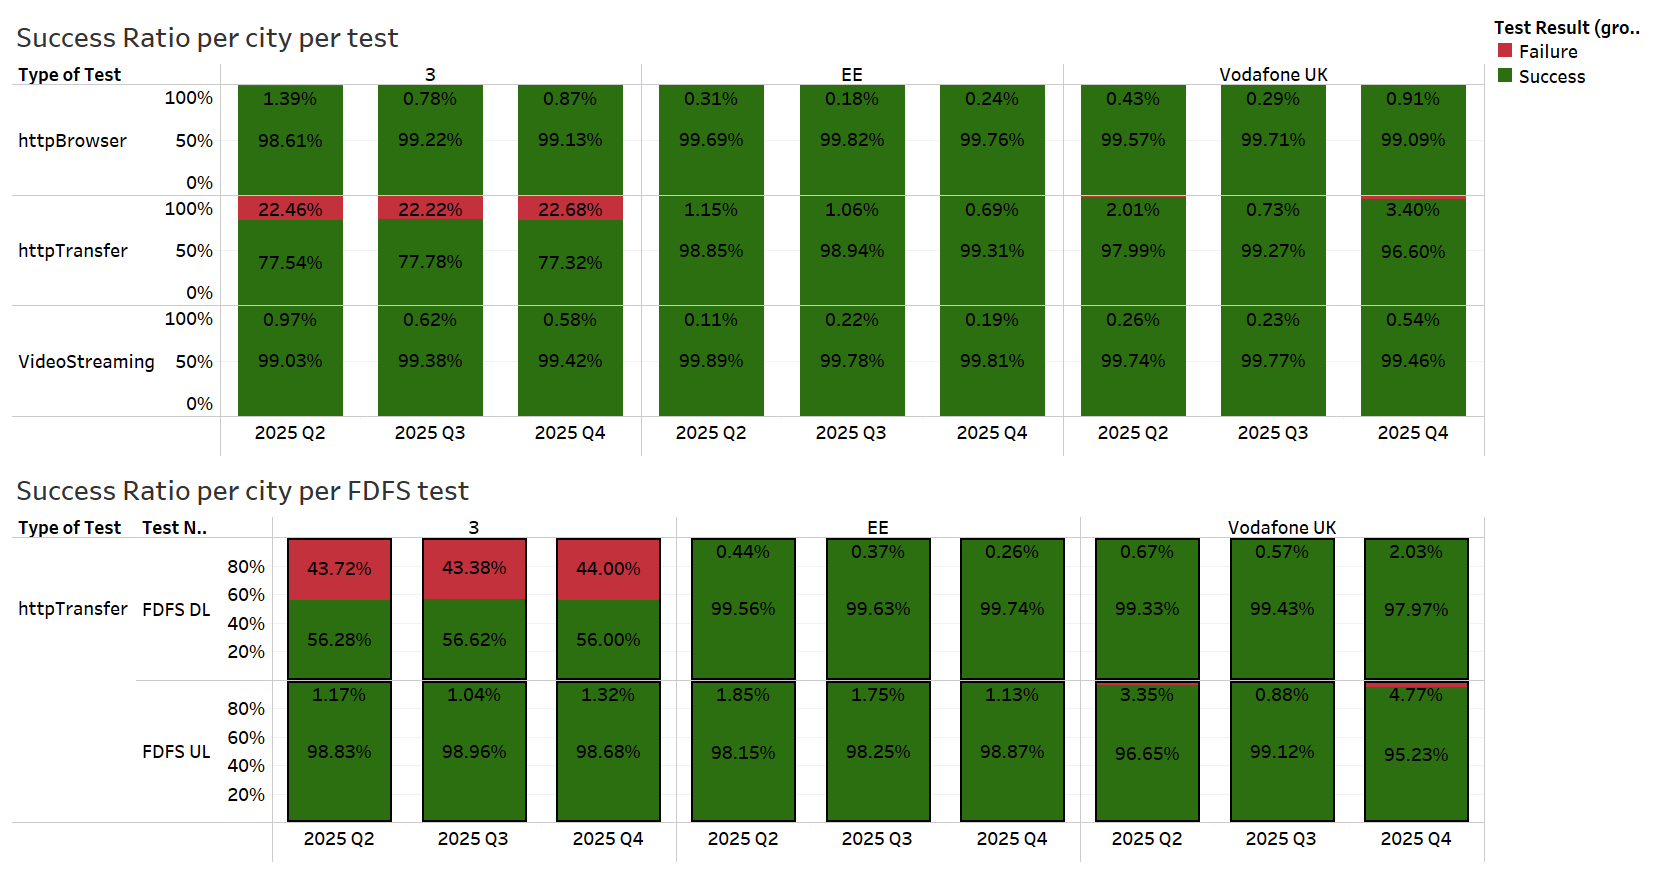 Success Ratio per city per test
Test Result (gro..
Failure
Success
Type of Test 3 EE Vodafone UK
100% 1.39% 0.78% 0.87% 0.31% 0.18% 0.24% 0.43% 0.29% 0.91%
httpBrowser 50% 98.61% 99.22% 99.13% 99.69% 99.82% 99.76% 99.57% 99.71% 99.09%
0%
100% 22.46% 22.22% 22.68% 1.15% 1.06% 0.69% 2.01% 0.73% 3.40%
httpTransfer 50% 77.54% 77.78% 77.32% 98.85% 98.94% 99.31% 97.99% 99.27% 96.60%
0%
100% 0.97% 0.62% 0.58% 0.11% 0.22% 0.19% 0.26% 0.23% 0.54%
VideoStreaming 50% 99.03% 99.38% 99.42% 99.89% 99.78% 99.81% 99.74% 99.77% 99.46%
0%
2025 Q2 2025 Q3 2025 Q4 2025 Q2 2025 Q3 2025 Q4 2025 Q2 2025 Q3 2025 Q4
Success Ratio per city per FDFS test
Type of Test Test N.. 3 EE Vodafone UK
0.44% 0.37% 0.26% 0.67% 0.57% 2.03%
80% 43.72% 43.38% 44.00%
60%
httpTransfer FDFS DL 99.56% 99.63% 99.74% 99.33% 99.43% 97.97%
40% 56.28% 56.62% 56.00%
20%
1.17% 1.04% 1.32% 1.85% 1.75% 1.13% 3.35% 0.88% 4.77%
80%
60%
FDFS UL 98.83% 98.96% 98.68% 98.15% 98.25% 98.87% 96.65% 99.12% 95.23%
40%
20%
2025 Q2 2025 Q3 2025 Q4 2025 Q2 2025 Q3 2025 Q4 2025 Q2 2025 Q3 2025 Q4